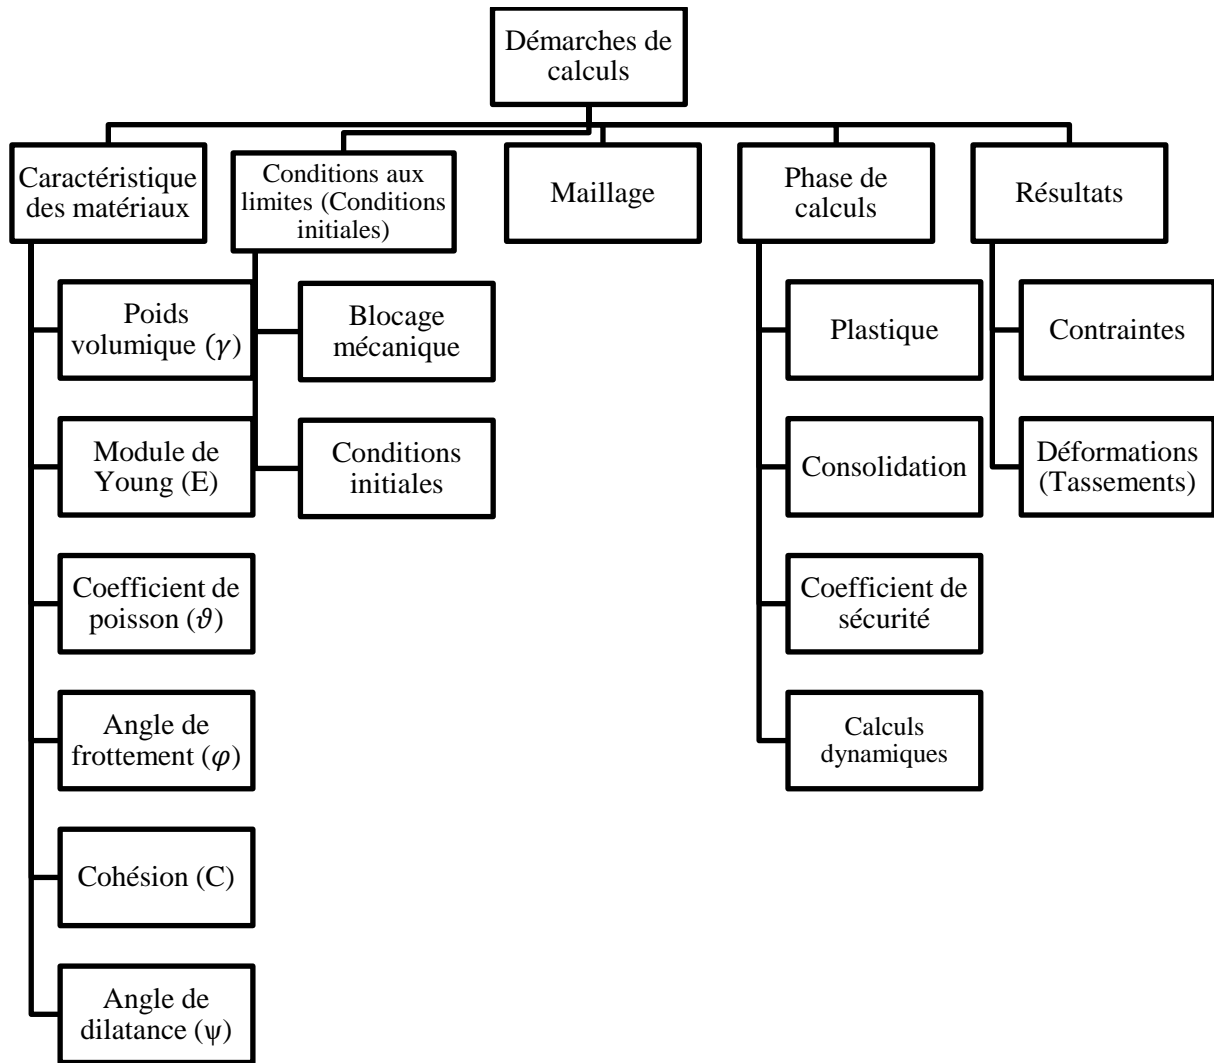 Démarches de
calculs
Caractéristique
des matériaux
Conditions aux
limites (Conditions
initiales)
Maillage
Phase de
calculs
Résultats
Poids
volumique (γ)
Module de
Young (E)
Coefficient de
poisson (ϑ)
Angle de
frottement (φ)
Cohésion (C)
Angle de
dilatance (ψ)
Blocage
mécanique
Conditions
initiales
Plastique
Consolidation
Coefficient de
sécurité
Calculs
dynamiques
Contraintes
Déformations
(Tassements)